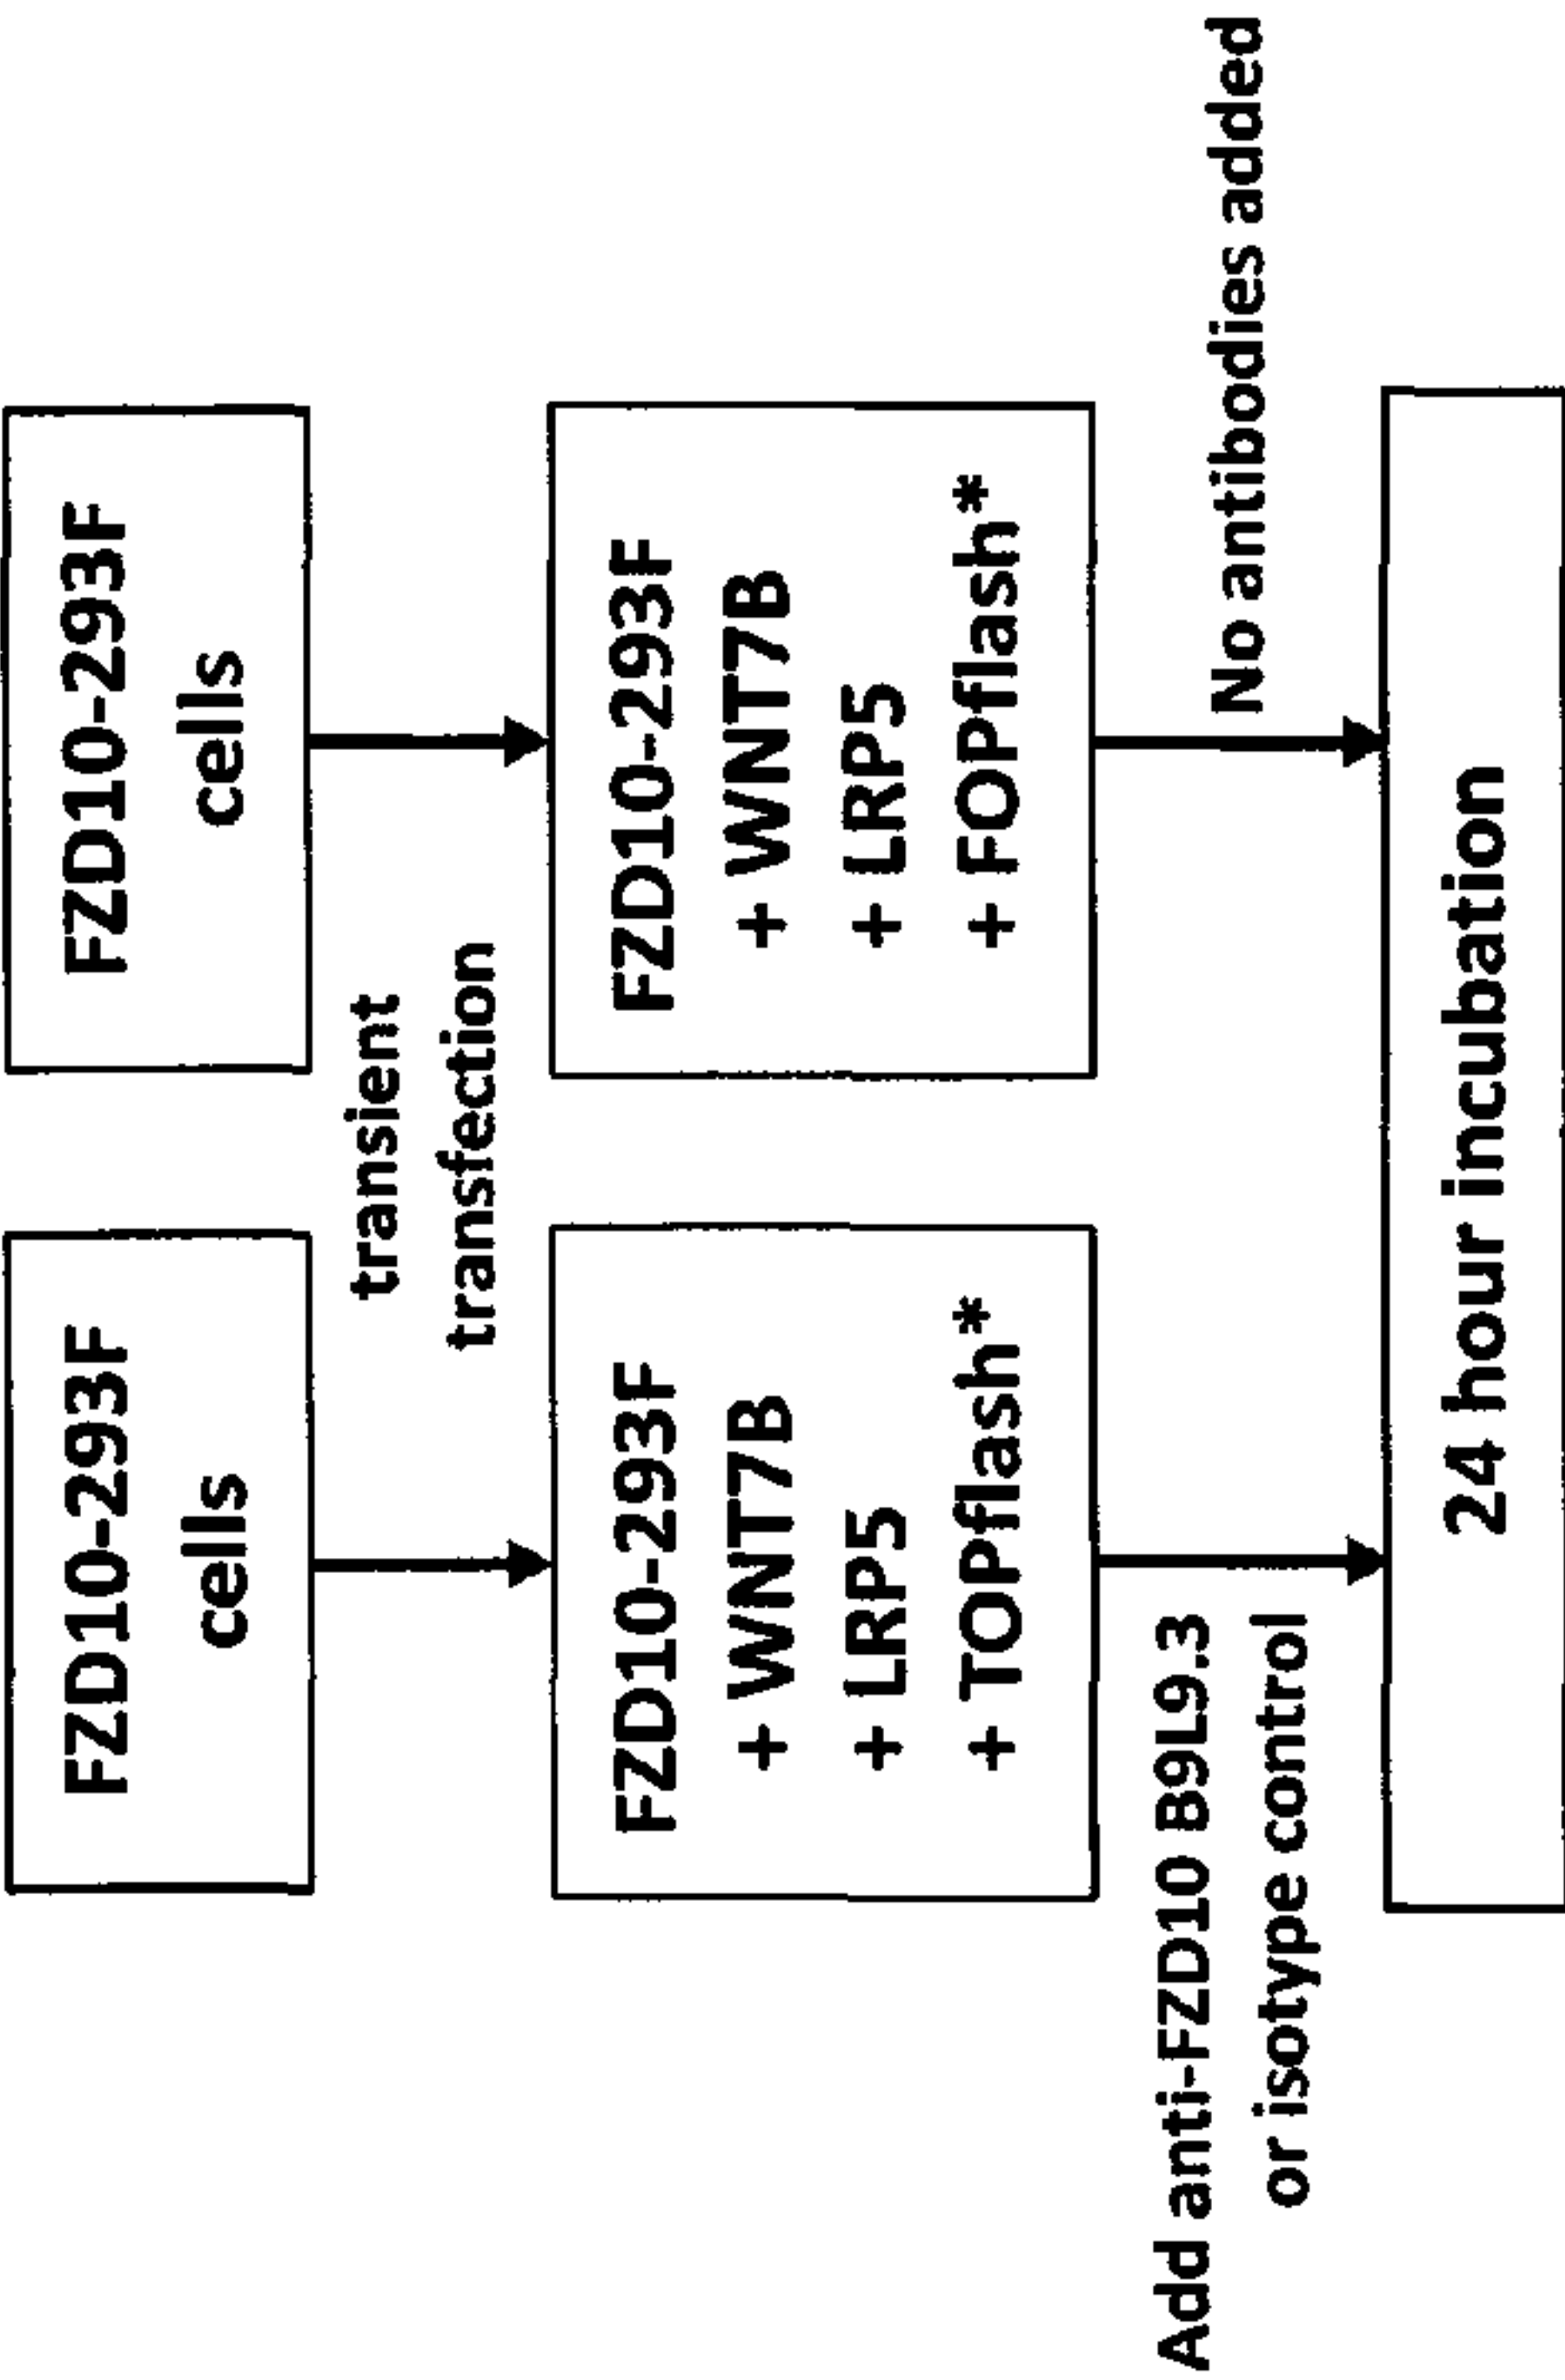 FZD10-293F
cells
FZD10-293F
cells
transient
transfection
FZD10-293F
+ WNT7B
+ LRP5
+ TOPflash*
FZD10-293F
+ WNT7B
+ LRP5
+ FOPflash*
Add anti-FZD10 B9L9.3
or isotype control
No antibodies added
24 hour incubation